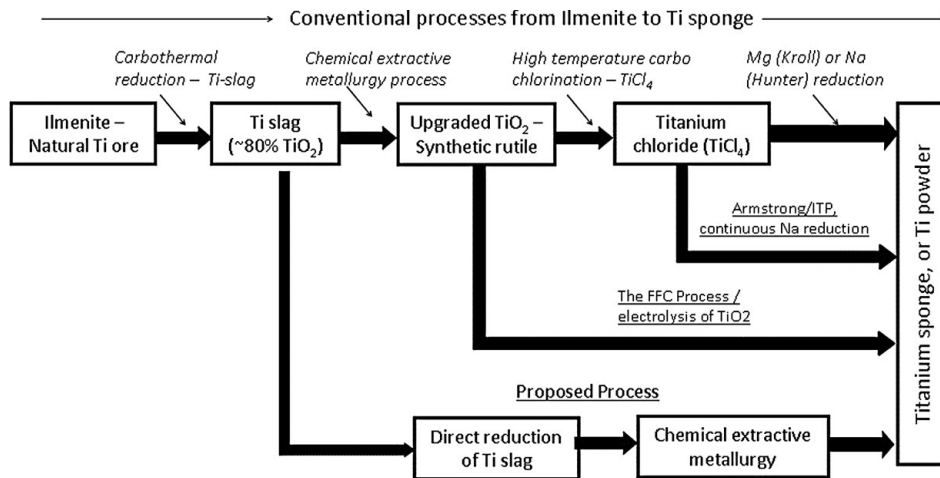 Conventional processes from Ilmenite to Ti sponge
Carbothermal
reduction – Ti-slag
Chemical extractive
metallurgy process
High temperature carbo
chlorination – TiCl4
Mg (Kroll) or Na
(Hunter) reduction
Ilmenite –
Natural Ti ore
Ti slag
(~80% TiO2)
Upgraded TiO2 –
Synthetic rutile
Titanium
chloride (TiCl4)
Titanium sponge, or Ti powder
Armstrong/ITP,
continuous Na reduction
The FFC Process /
electrolysis of TiO2
Proposed Process
Direct reduction
of Ti slag
Chemical extractive
metallurgy